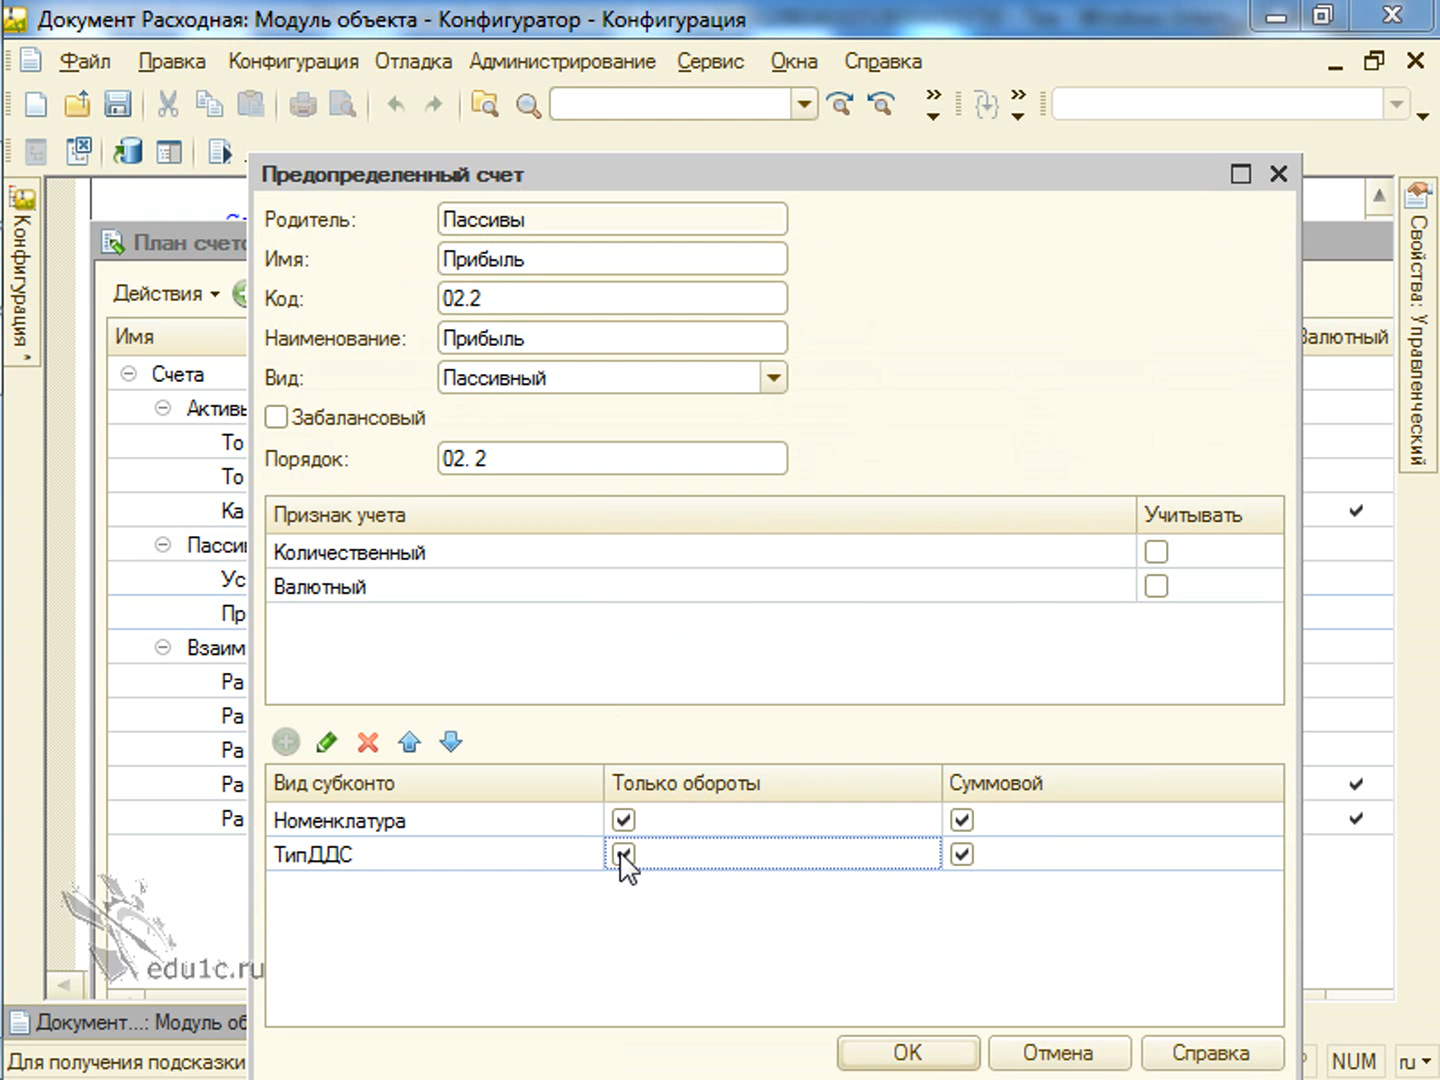 Документ Расходная: Модуль объекта - Конфигуратор - Конфигурация
Файл Правка Конфигурация Отладка Администрирование Сервис Окна Справка
Конфигурация *
Свойства: Управленческий
План счето
Действия
Имя
Счета
Активы
То
То
Ка
Пасси
Ус
Пр
Взаим
Ра
Ра
Ра
Ра
Ра
Валютный
Предопределенный счет
Родитель: Пассивы
Имя: Прибыль
Код: 02.2
Наименование: Прибыль
Вид: Пассивный
Забалансовый
Порядок: 02. 2
Признак учета Учитывать
Количественный
Валютный
Вид субконто Только обороты Суммовой
Номенклатура
ТипДДС
OK Отмена Справка
edu1c.ru
Документ...: Модуль об
Для получения подсказки
NUM ru